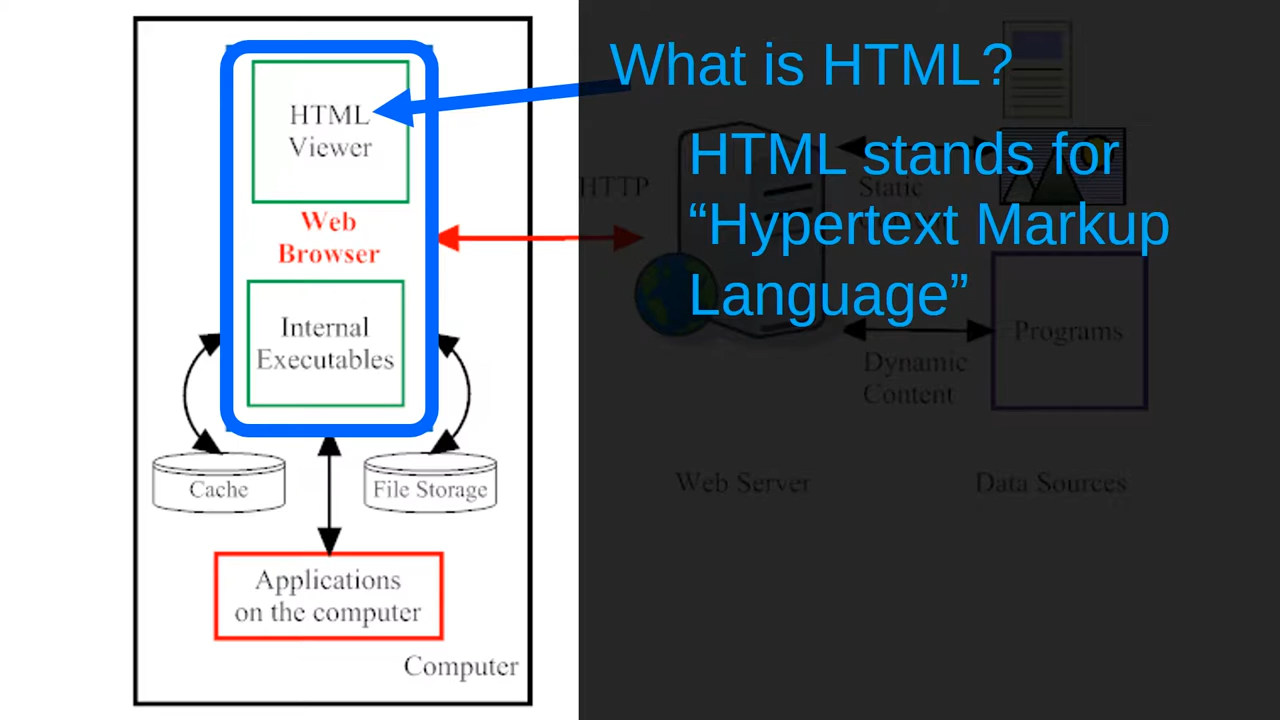 What is HTML?
HTML stands for
“Hypertext Markup
Language”
HTML
Viewer
Web
Browser
Internal
Executables
Cache
File Storage
Applications
on the computer
Computer
HTTP
Static
Programs
Dynamic
Content
Web Server
Data Sources